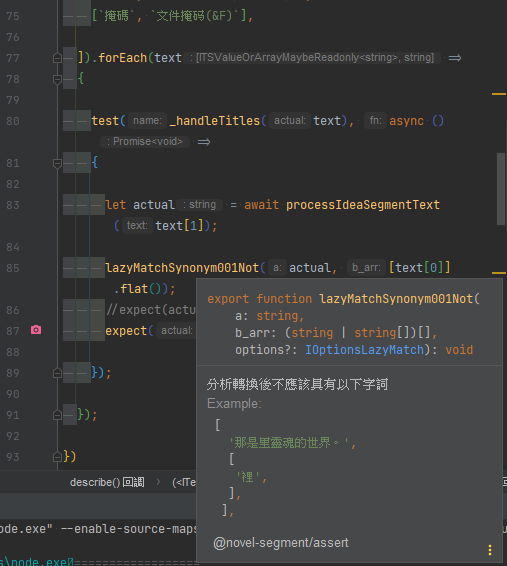 75 [`掩碼`, `文件掩码(&F)`],
76
77 ]).forEach(text : [ITSValueOrArrayMaybeReadonly<string>, string] =>
78 {
79
80 test( name: _handleTitles( actual: text), fn: async ()
: Promise<void> =>
81 {
82
83 let actual : string = await processIdeaSegmentText
( text: text[1]);
84
85 lazyMatchSynonym001Not( a: actual, b_arr: [text[0]]
.flat());
86 //expect(actu
87 expect( actual
88
89 });
90
91 });
92
93 })
export function lazyMatchSynonym001Not(
a: string,
b_arr: (string | string[])[],
options?: IOptionsLazyMatch): void
分析轉換後不應該具有以下字詞
Example:
[
'那是里靈魂的世界。',
[
'裡',
],
],
@novel-segment/assert
describe() 回調 > (<ITe
ode.exe" --enable-source-maps
s\node.exe